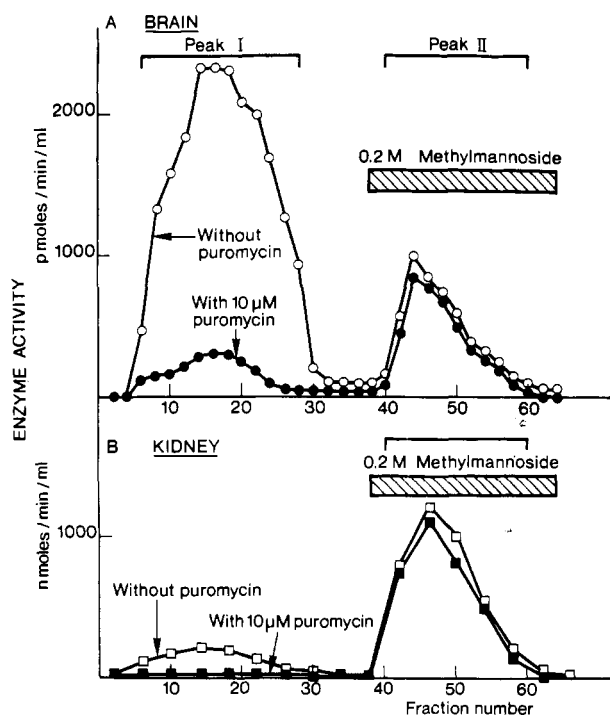 A BRAIN
Peak I
Peak II
2000
1000
0.2 M Methylmannoside
Without
puromycin
With 10 µM
puromycin
p moles / min / ml
10 20 30 40 50 60
ENZYME ACTIVITY
B KIDNEY
0.2 M Methylmannoside
1000
n moles / min / ml
Without puromycin
With 10µM puromycin
10 20 30 40 50 60
Fraction number